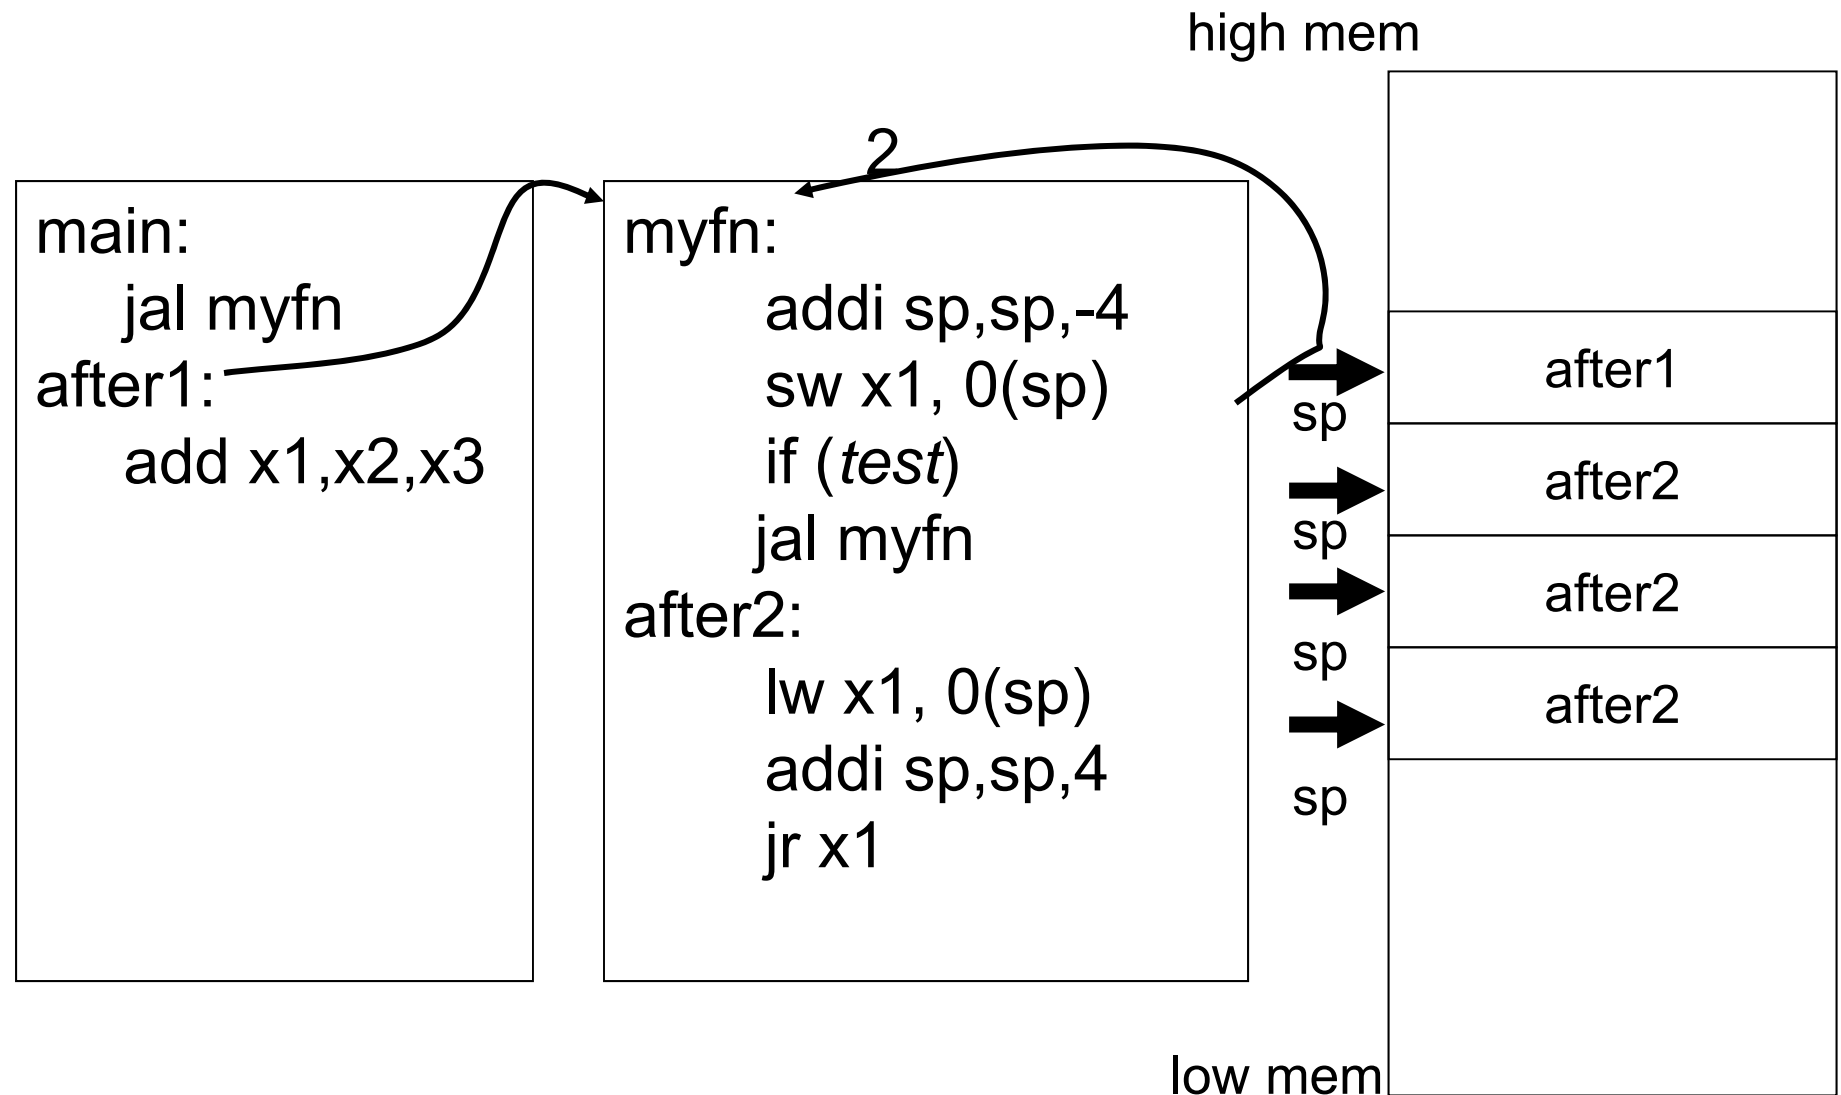 high mem
2
main:
jal myfn
after1:
add x1,x2,x3
myfn:
addi sp,sp,-4
sw x1, 0(sp)
if (test)
jal myfn
after2:
lw x1, 0(sp)
addi sp,sp,4
jr x1
sp
sp
sp
sp
after1
after2
after2
after2
low mem